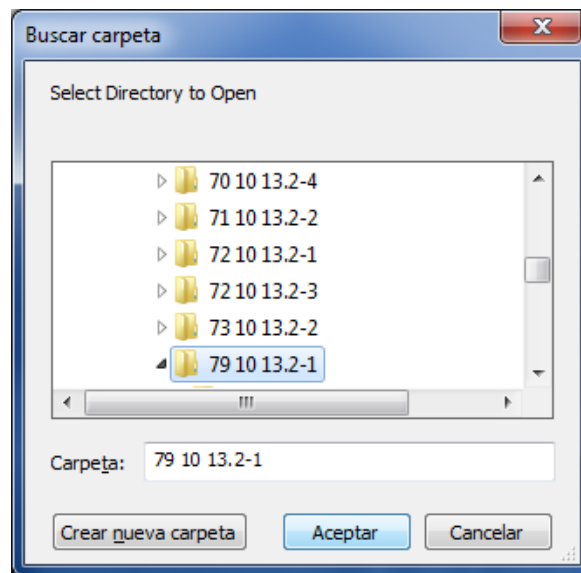 Buscar carpeta
Select Directory to Open
70 10 13.2-4
71 10 13.2-2
72 10 13.2-1
72 10 13.2-3
73 10 13.2-2
79 10 13.2-1
Carpeta: 79 10 13.2-1
Crear nueva carpeta Aceptar Cancelar